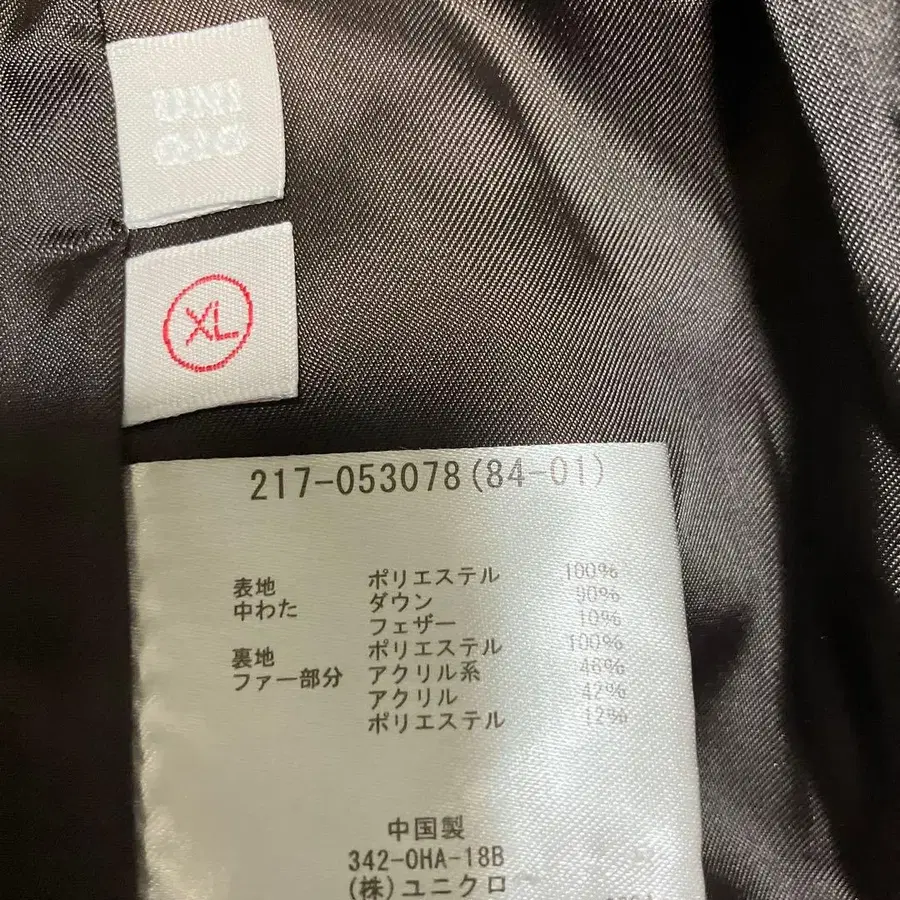 UNI
QLO
XL
217-053078(84-01)
表地 ポリエステル 100%
中わた ダウン 90%
フェザー 10%
裏地 ポリエステル 100%
ファー部分 アクリル系 46%
アクリル 42%
ポリエステル 12%
中国製
342-0HA-18B
(株)ユニクロ